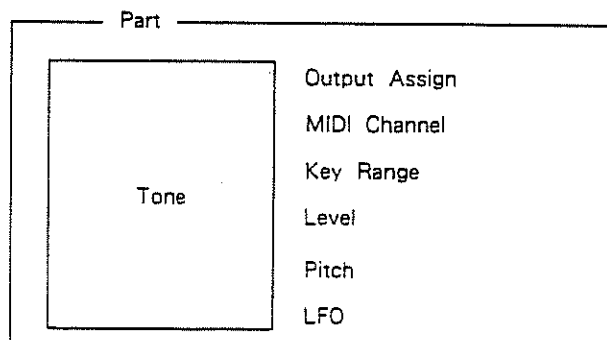 Part
Output Assign
MIDI Channel
Key Range
Tone
Level
Pitch
LFO